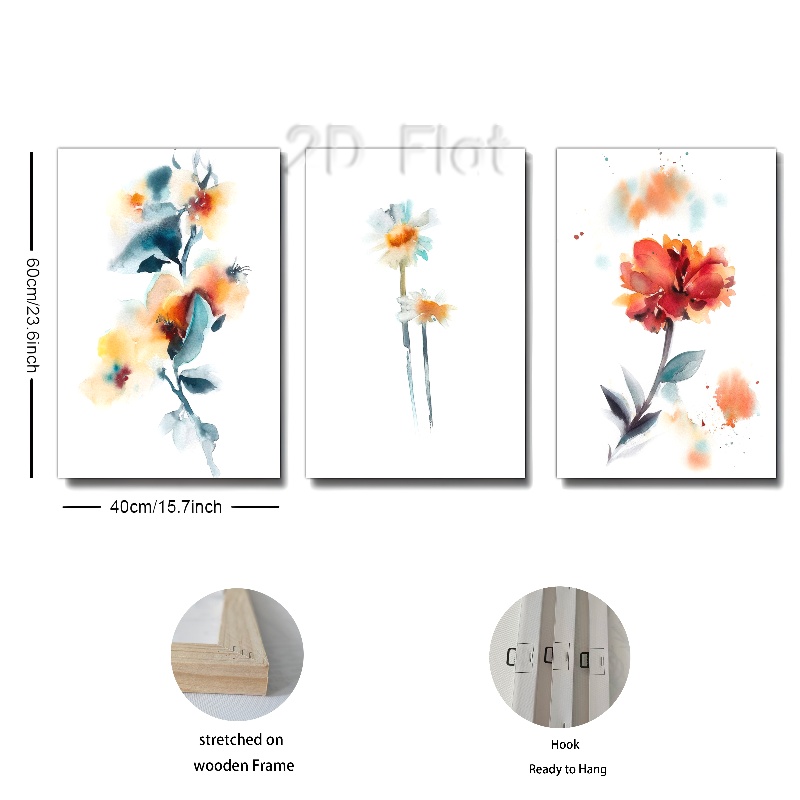 2D Flat
60cm/23.6inch
40cm/15.7inch
stretched on
wooden Frame
Hook
Ready to Hang